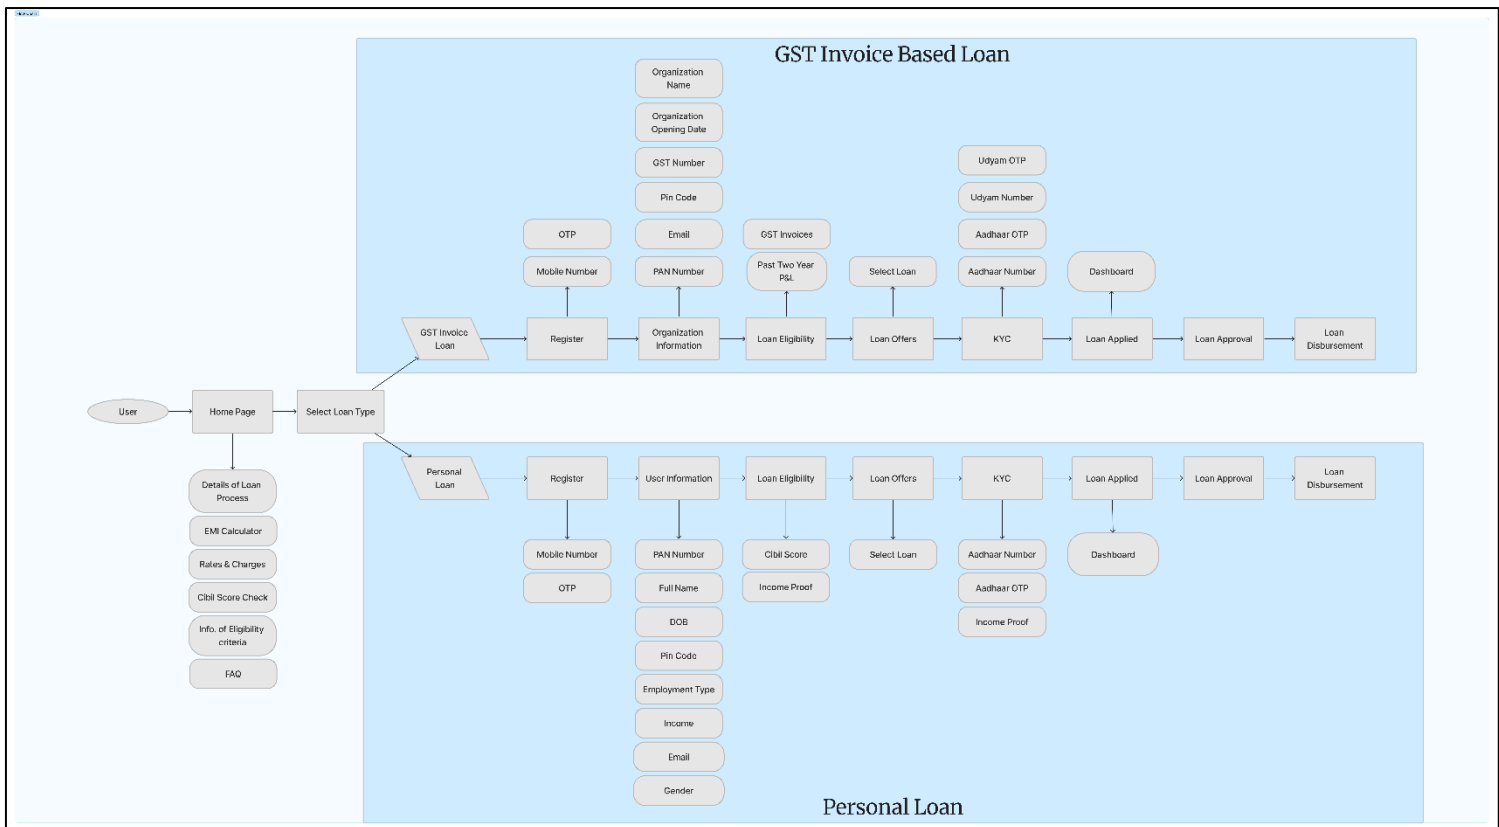 GST Invoice Based Loan
Organization
Name
Organization
Opening Date
GST Number
Pin Code
Email
PAN Number
OTP
Mobile Number
GST Invoices
Past Two Year
P&L
Select Loan
Udyam OTP
Udyam Number
Aadhaar OTP
Aadhaar Number
Dashboard
GST Invoice
Loan
Register
Organization
Information
Loan Eligibility
Loan Offers
KYC
Loan Applied
Loan Approval
Loan
Disbursement
User
Home Page
Select Loan Type
Details of Loan
Process
EMI Calculator
Rates & Charges
Cibil Score Check
Info. of Eligibility
criteria
FAQ
Personal
Loan
Register
User Information
Loan Eligibility
Loan Offers
KYC
Loan Applied
Loan Approval
Loan
Disbursement
Mobile Number
OTP
PAN Number
Full Name
DOB
Pin Code
Employment Type
Income
Email
Gender
Cibil Score
Income Proof
Select Loan
Aadhaar Number
Aadhaar OTP
Income Proof
Dashboard
Personal Loan